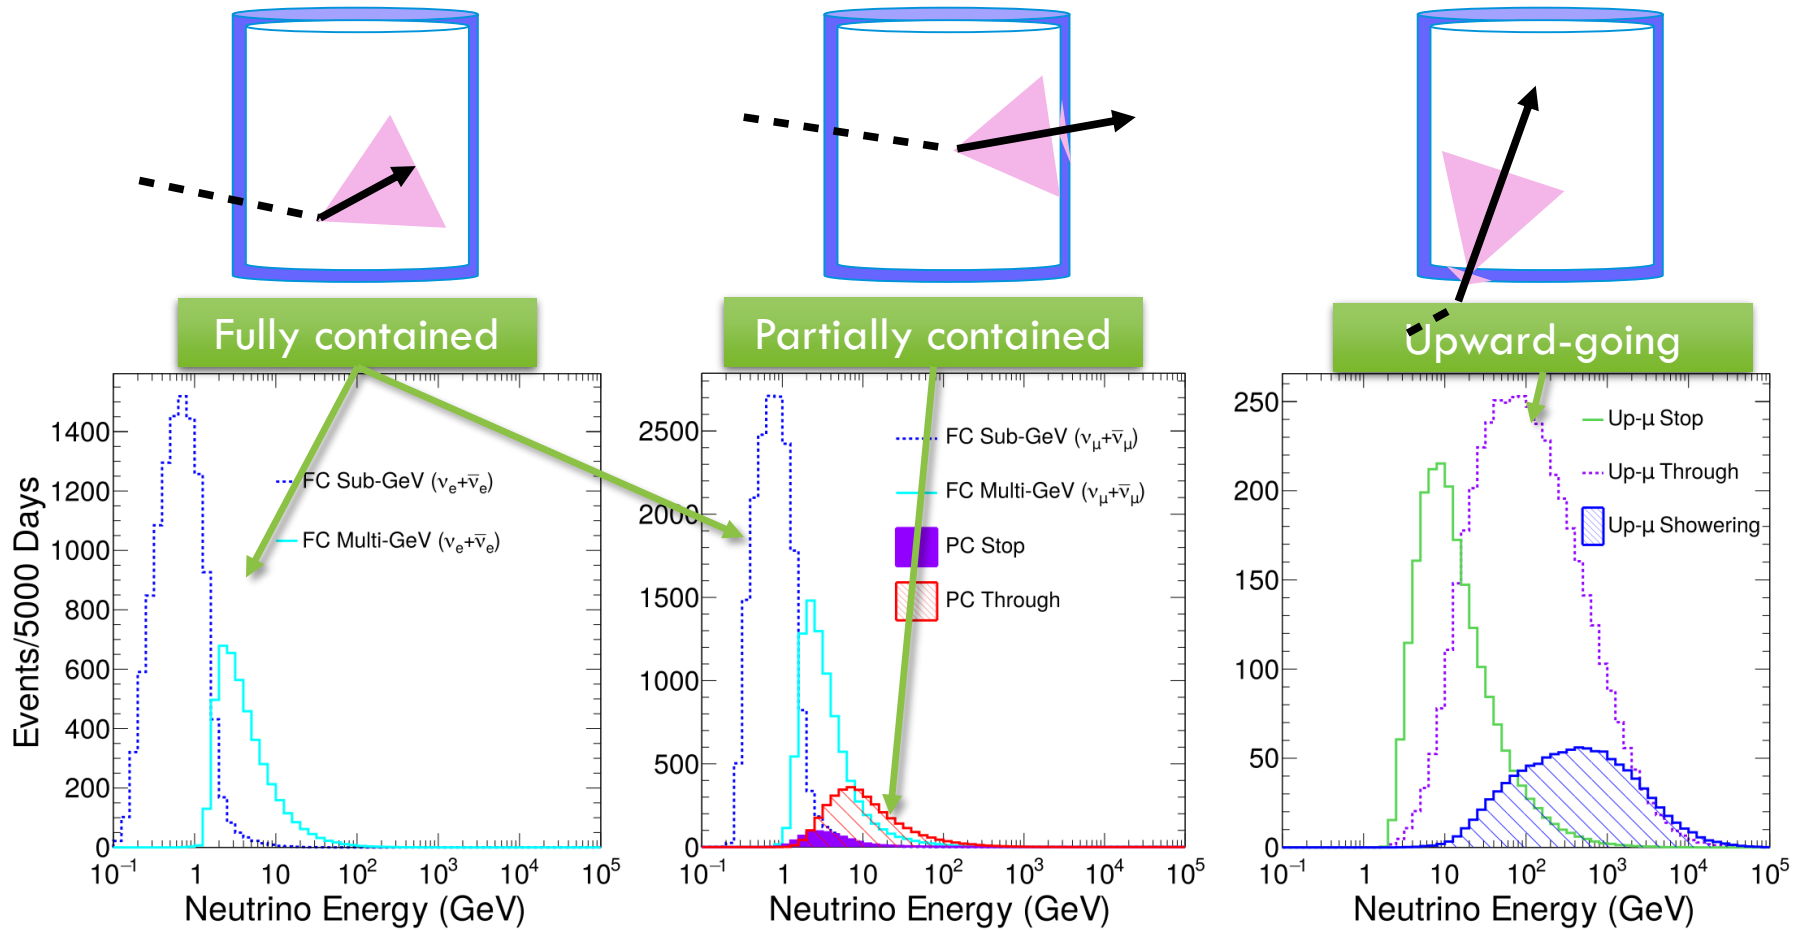 Fully contained
Partially contained
Upward-going
Events/5000 Days
1400
1200
1000
800
600
400
200
0
FC Sub-GeV (νe+ν̅e)
FC Multi-GeV (νe+ν̅e)
10⁻¹ 1 10 10² 10³ 10⁴ 10⁵
Neutrino Energy (GeV)
2500
2000
1500
1000
500
0
FC Sub-GeV (νμ+ν̅μ)
FC Multi-GeV (νμ+ν̅μ)
PC Stop
PC Through
10⁻¹ 1 10 10² 10³ 10⁴ 10⁵
Neutrino Energy (GeV)
250
200
150
100
50
0
Up-μ Stop
Up-μ Through
Up-μ Showering
10⁻¹ 1 10 10² 10³ 10⁴ 10⁵
Neutrino Energy (GeV)